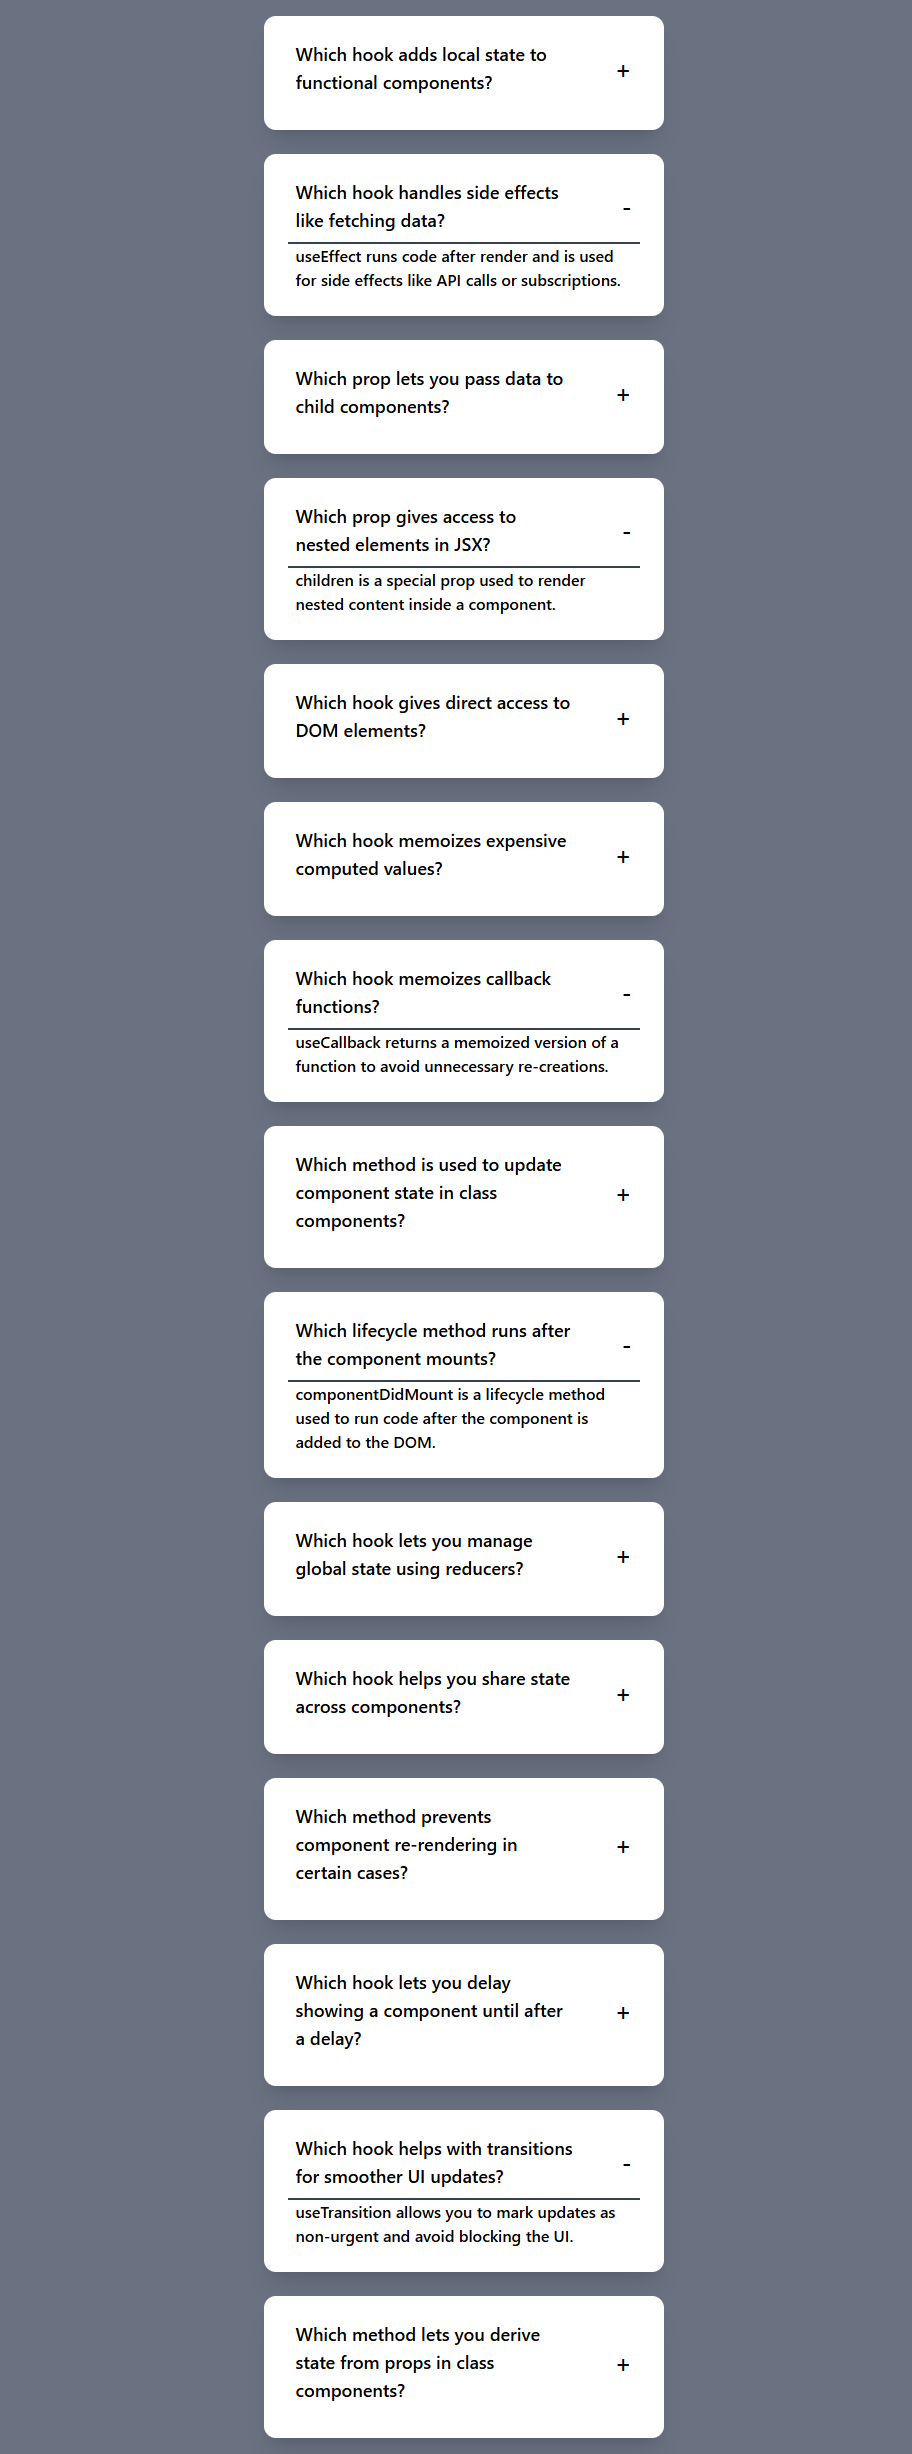 Which hook adds local state to
functional components?
+
Which hook handles side effects
like fetching data?
-
useEffect runs code after render and is used
for side effects like API calls or subscriptions.
Which prop lets you pass data to
child components?
+
Which prop gives access to
nested elements in JSX?
-
children is a special prop used to render
nested content inside a component.
Which hook gives direct access to
DOM elements?
+
Which hook memoizes expensive
computed values?
+
Which hook memoizes callback
functions?
-
useCallback returns a memoized version of a
function to avoid unnecessary re-creations.
Which method is used to update
component state in class
components?
+
Which lifecycle method runs after
the component mounts?
-
componentDidMount is a lifecycle method
used to run code after the component is
added to the DOM.
Which hook lets you manage
global state using reducers?
+
Which hook helps you share state
across components?
+
Which method prevents
component re-rendering in
certain cases?
+
Which hook lets you delay
showing a component until after
a delay?
+
Which hook helps with transitions
for smoother UI updates?
-
useTransition allows you to mark updates as
non-urgent and avoid blocking the UI.
Which method lets you derive
state from props in class
components?
+